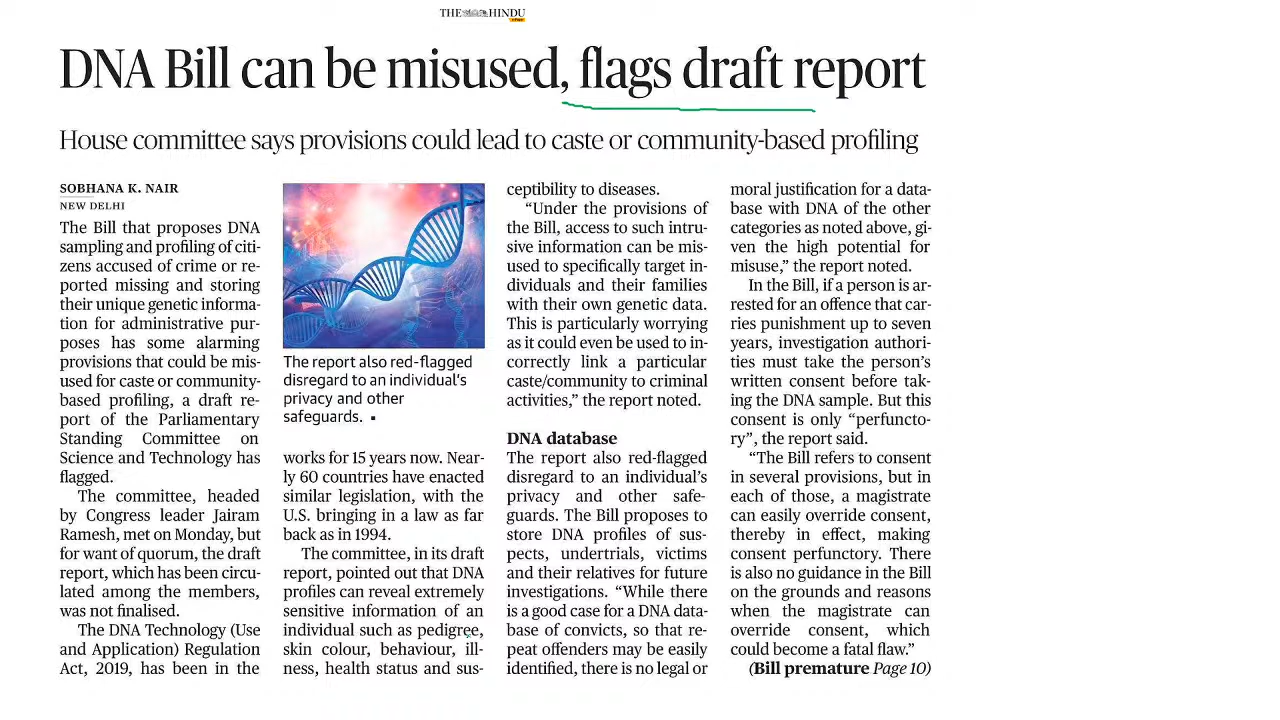 THE HINDU
DNA Bill can be misused, flags draft report
House committee says provisions could lead to caste or community-based profiling
SOBHANA K. NAIR
NEW DELHI
The Bill that proposes DNA
sampling and profiling of citi-
zens accused of crime or re-
ported missing and storing
their unique genetic informa-
tion for administrative pur-
poses has some alarming
provisions that could be mis-
used for caste or community-
based profiling, a draft re-
port of the Parliamentary
Standing Committee on
Science and Technology has
flagged.
The committee, headed
by Congress leader Jairam
Ramesh, met on Monday, but
for want of quorum, the draft
report, which has been circu-
lated among the members,
was not finalised.
The DNA Technology (Use
and Application) Regulation
Act, 2019, has been in the
The report also red-flagged
disregard to an individual's
privacy and other
safeguards. ▪
works for 15 years now. Near-
ly 60 countries have enacted
similar legislation, with the
U.S. bringing in a law as far
back as in 1994.
The committee, in its draft
report, pointed out that DNA
profiles can reveal extremely
sensitive information of an
individual such as pedigree,
skin colour, behaviour, ill-
ness, health status and sus-
ceptibility to diseases.
“Under the provisions of
the Bill, access to such intru-
sive information can be mis-
used to specifically target in-
dividuals and their families
with their own genetic data.
This is particularly worrying
as it could even be used to in-
correctly link a particular
caste/community to criminal
activities,” the report noted.
DNA database
The report also red-flagged
disregard to an individual's
privacy and other safe-
guards. The Bill proposes to
store DNA profiles of sus-
pects, undertrials, victims
and their relatives for future
investigations. “While there
is a good case for a DNA data-
base of convicts, so that re-
peat offenders may be easily
identified, there is no legal or
moral justification for a data-
base with DNA of the other
categories as noted above, gi-
ven the high potential for
misuse,” the report noted.
In the Bill, if a person is ar-
rested for an offence that car-
ries punishment up to seven
years, investigation authori-
ties must take the person's
written consent before tak-
ing the DNA sample. But this
consent is only “perfuncto-
ry”, the report said.
“The Bill refers to consent
in several provisions, but in
each of those, a magistrate
can easily override consent,
thereby in effect, making
consent perfunctory. There
is also no guidance in the Bill
on the grounds and reasons
when the magistrate can
override consent, which
could become a fatal flaw.”
(Bill premature Page 10)